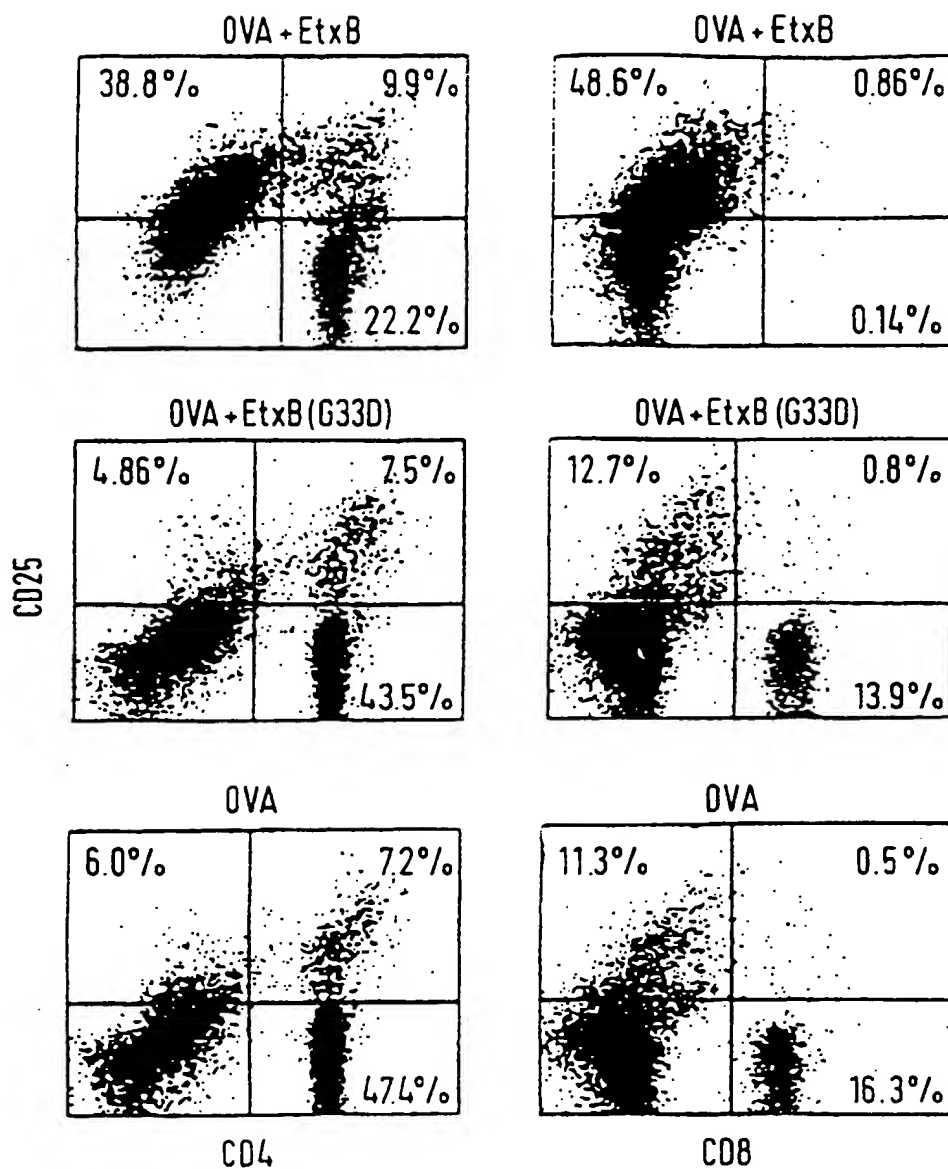 OVA + EtxB
38.8%
9.9%
22.2%
OVA + EtxB
48.6%
0.86%
0.14%
OVA+EtxB (G33D)
4.86%
7.5%
43.5%
OVA+EtxB (G33D)
12.7%
0.8%
13.9%
CD25
OVA
6.0%
7.2%
47.4%
CD4
OVA
11.3%
0.5%
16.3%
CD8